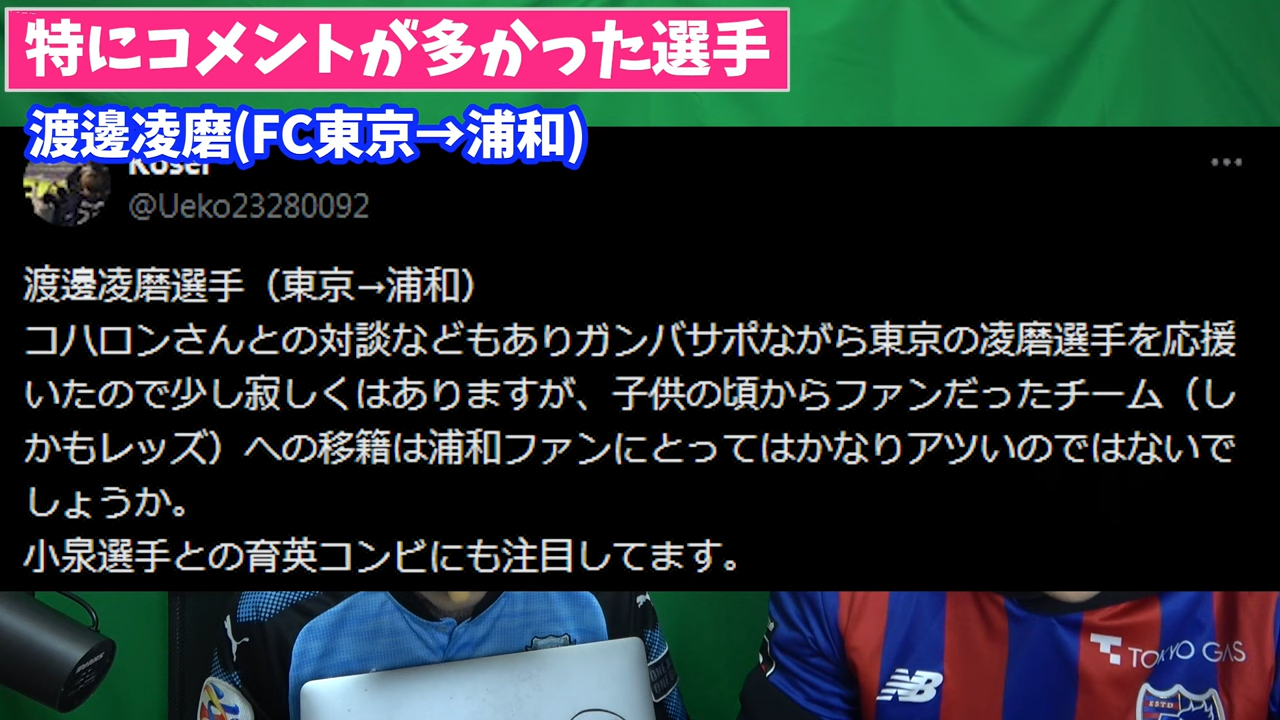 特にコメントが多かった選手
渡邊凌磨(FC東京→浦和)
Koser
@Ueko23280092
渡邊凌磨選手（東京→浦和）
コハロンさんとの対談などもありガンバサポながら東京の凌磨選手を応援
いたので少し寂しくはありますが、子供の頃からファンだったチーム（し
かもレッズ）への移籍は浦和ファンにとってはかなりアツいのではないで
しょうか。
小泉選手との育英コンビにも注目してます。
TOKYO GAS
NB